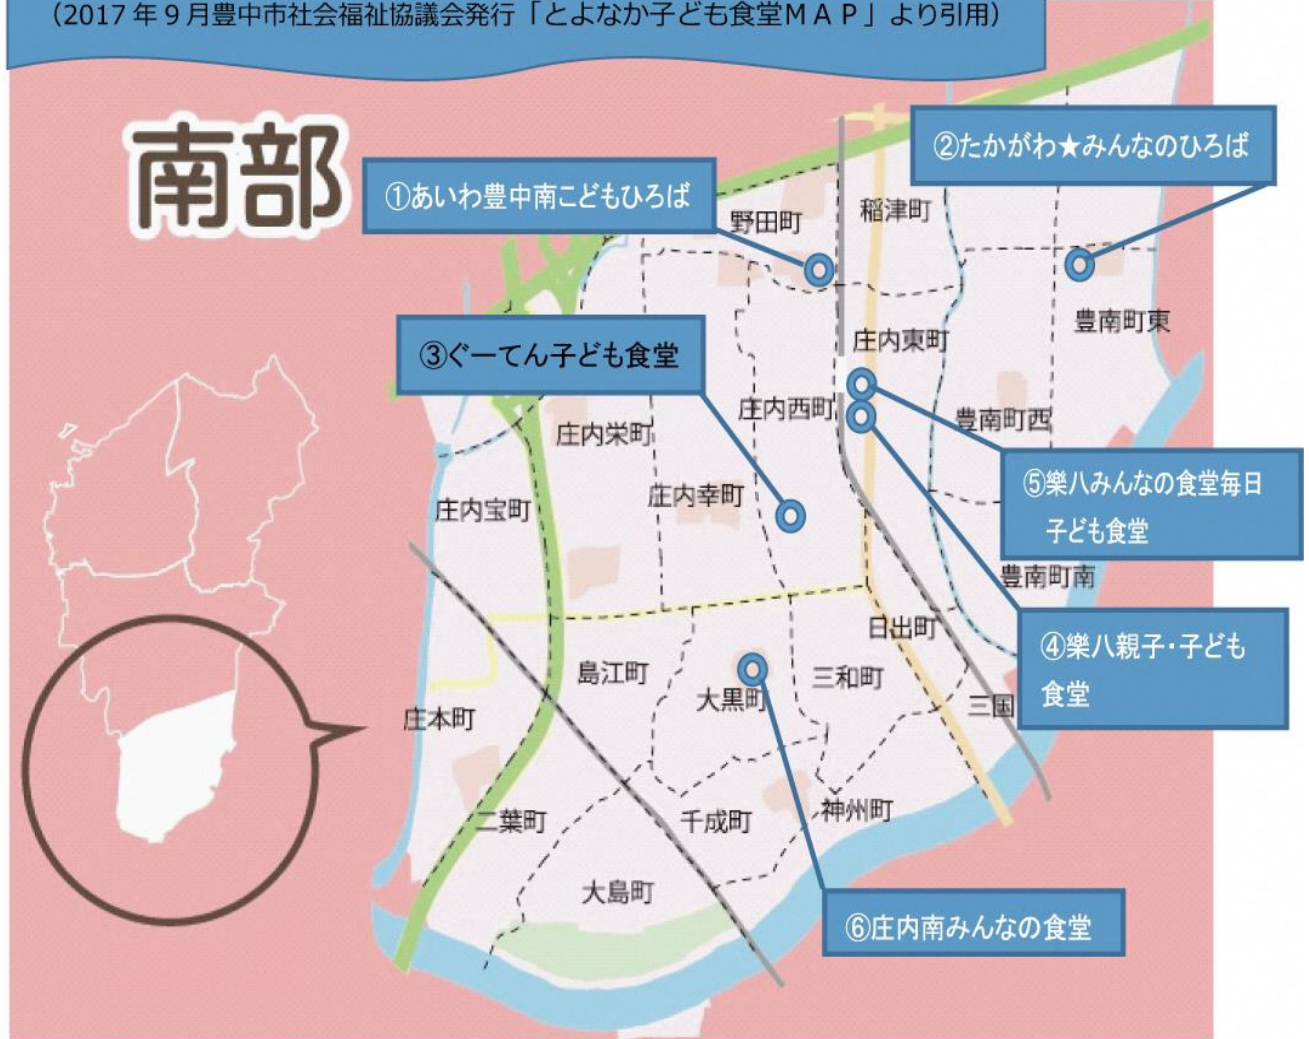 （2017年9月豊中市社会福祉協議会発行「とよなか子ども食堂ＭＡＰ」より引用）
南部
②たかがわ★みんなのひろば
①あいわ豊中南こどもひろば
野田町
稲津町
豊南町東
庄内東町
③ぐーてん子ども食堂
庄内西町
豊南町西
庄内栄町
⑤樂八みんなの食堂毎日
子ども食堂
庄内幸町
庄内宝町
豊南町南
日出町
④樂八親子・子ども
食堂
島江町
三和町
大黒町
三国
庄本町
二葉町
千成町
神州町
大島町
⑥庄内南みんなの食堂